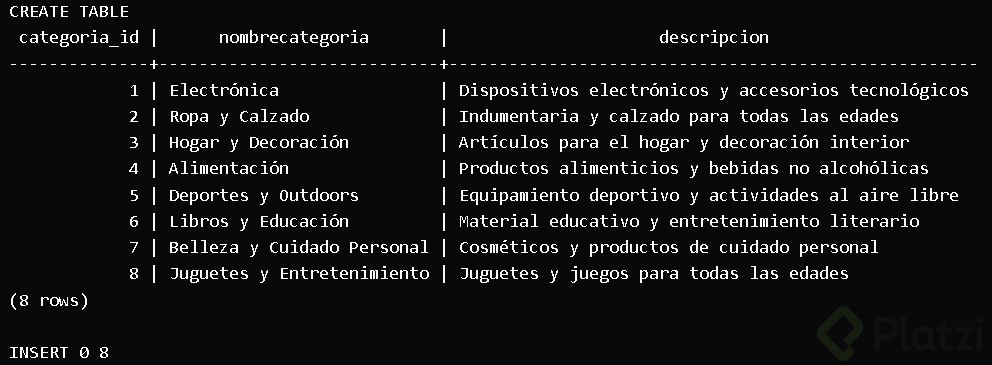 CREATE TABLE
categoria_id | nombrecategoria | descripcion
--------------+---------------------------+-----------------------------------------------------
1 | Electrónica | Dispositivos electrónicos y accesorios tecnológicos
2 | Ropa y Calzado | Indumentaria y calzado para todas las edades
3 | Hogar y Decoración | Artículos para el hogar y decoración interior
4 | Alimentación | Productos alimenticios y bebidas no alcohólicas
5 | Deportes y Outdoors | Equipamiento deportivo y actividades al aire libre
6 | Libros y Educación | Material educativo y entretenimiento literario
7 | Belleza y Cuidado Personal | Cosméticos y productos de cuidado personal
8 | Juguetes y Entretenimiento | Juguetes y juegos para todas las edades
(8 rows)
INSERT 0 8
Platzi